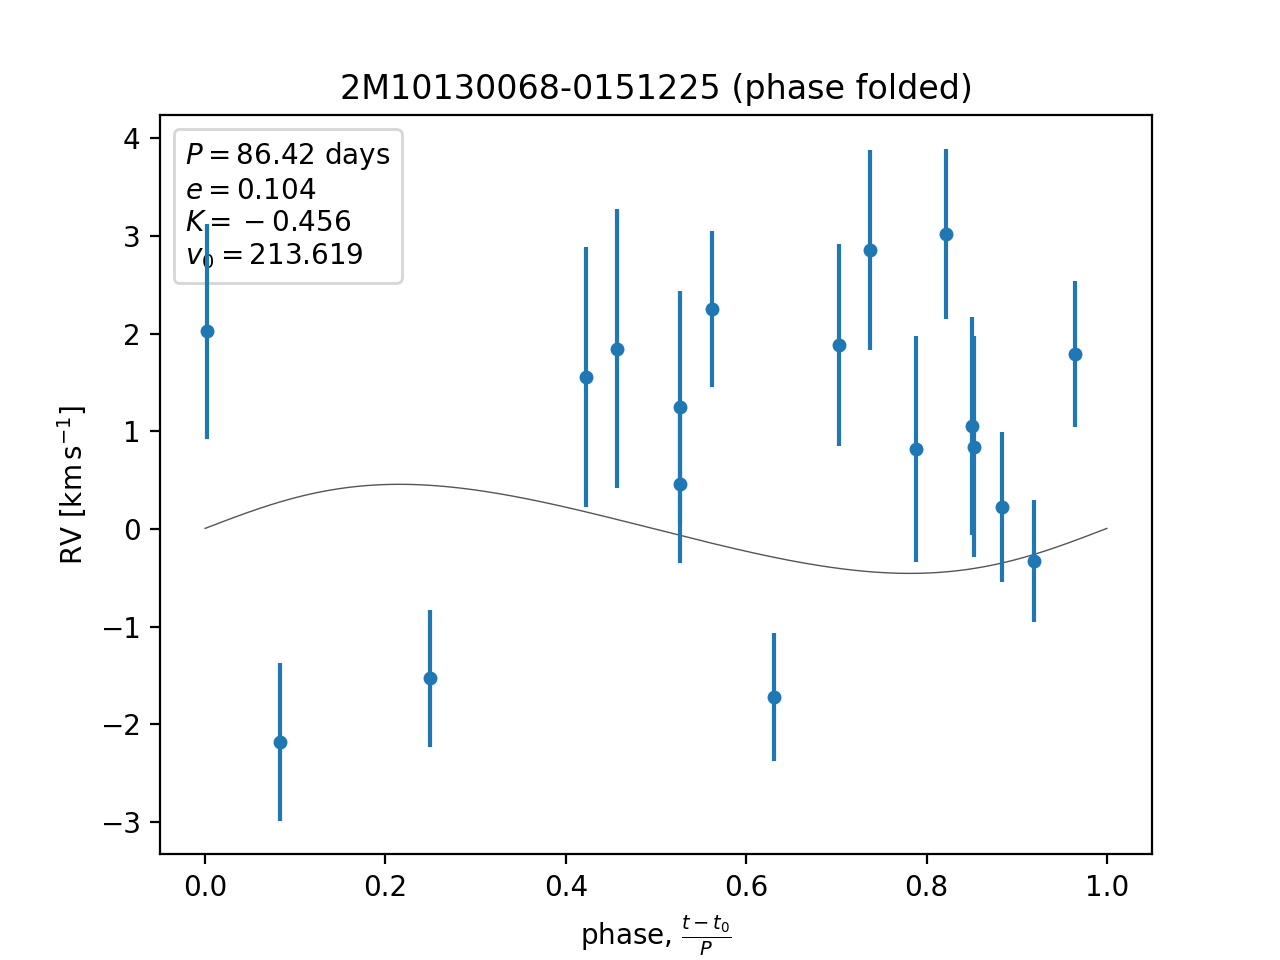 2M10130068-0151225 (phase folded)
P = 86.42 days
e = 0.104
K = −0.456
v₀ = 213.619
4
3
2
1
0
−1
−2
−3
RV [km s⁻¹]
0.0 0.2 0.4 0.6 0.8 1.0
phase, (t − t₀)/P